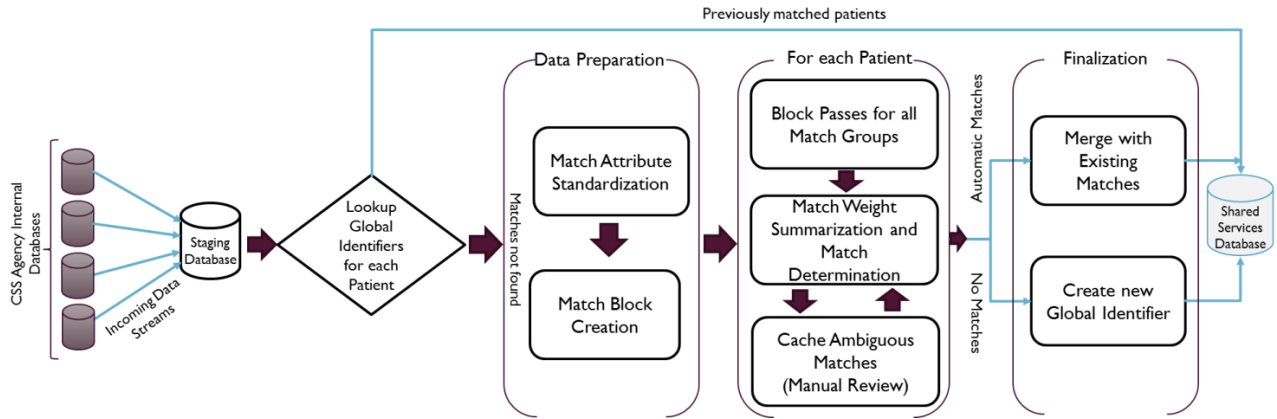 Previously matched patients
CSS Agency Internal
Databases
Incoming Data
Streams
Staging
Database
Lookup
Global
Identifiers
for each
Patient
Matches not found
Data Preparation
Match Attribute
Standardization
Match Block
Creation
For each Patient
Block Passes for all
Match Groups
Match Weight
Summarization and
Match
Determination
Cache Ambiguous
Matches
(Manual Review)
Automatic Matches
No Matches
Finalization
Merge with
Existing
Matches
Create new
Global Identifier
Shared
Services
Database